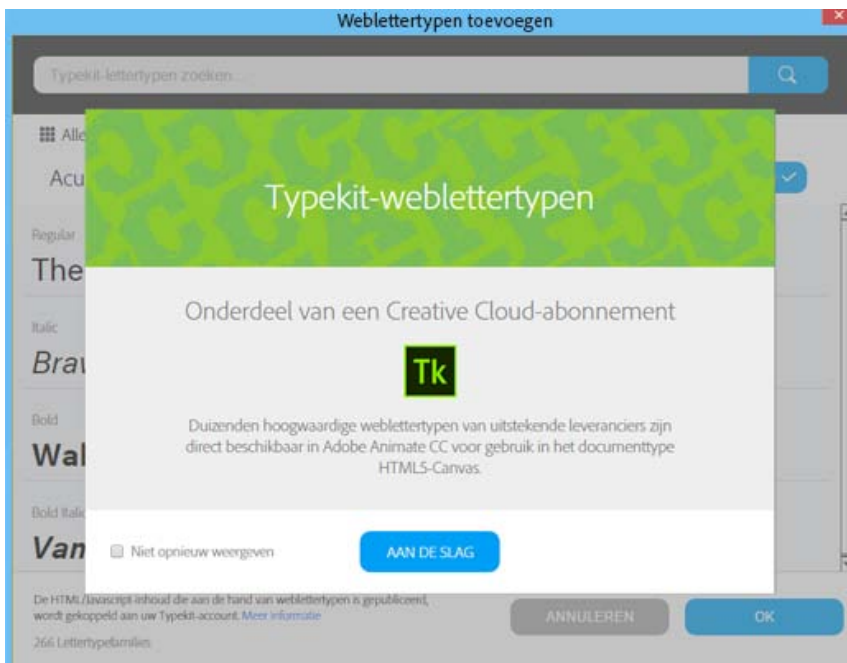 Weblettertypen toevoegen
Typekit-lettertypen zoeken...
Alle
Acu
Typekit-weblettertypen
Regular
The
Onderdeel van een Creative Cloud-abonnement
Italic
Brav
Tk
Duizenden hoogwaardige weblettertypen van uitstekende leveranciers zijn
direct beschikbaar in Adobe Animate CC voor gebruik in het documenttype
HTML5-Canvas.
Bold
Wal
Bold Italic
Van
Niet opnieuw weergeven
AAN DE SLAG
De HTML/Javascript-inhoud die aan de hand van weblettertypen is gepubliceerd,
wordt gekoppeld aan uw Typekit-account. Meer informatie
ANNULEREN
OK
266 Lettertypefamilies